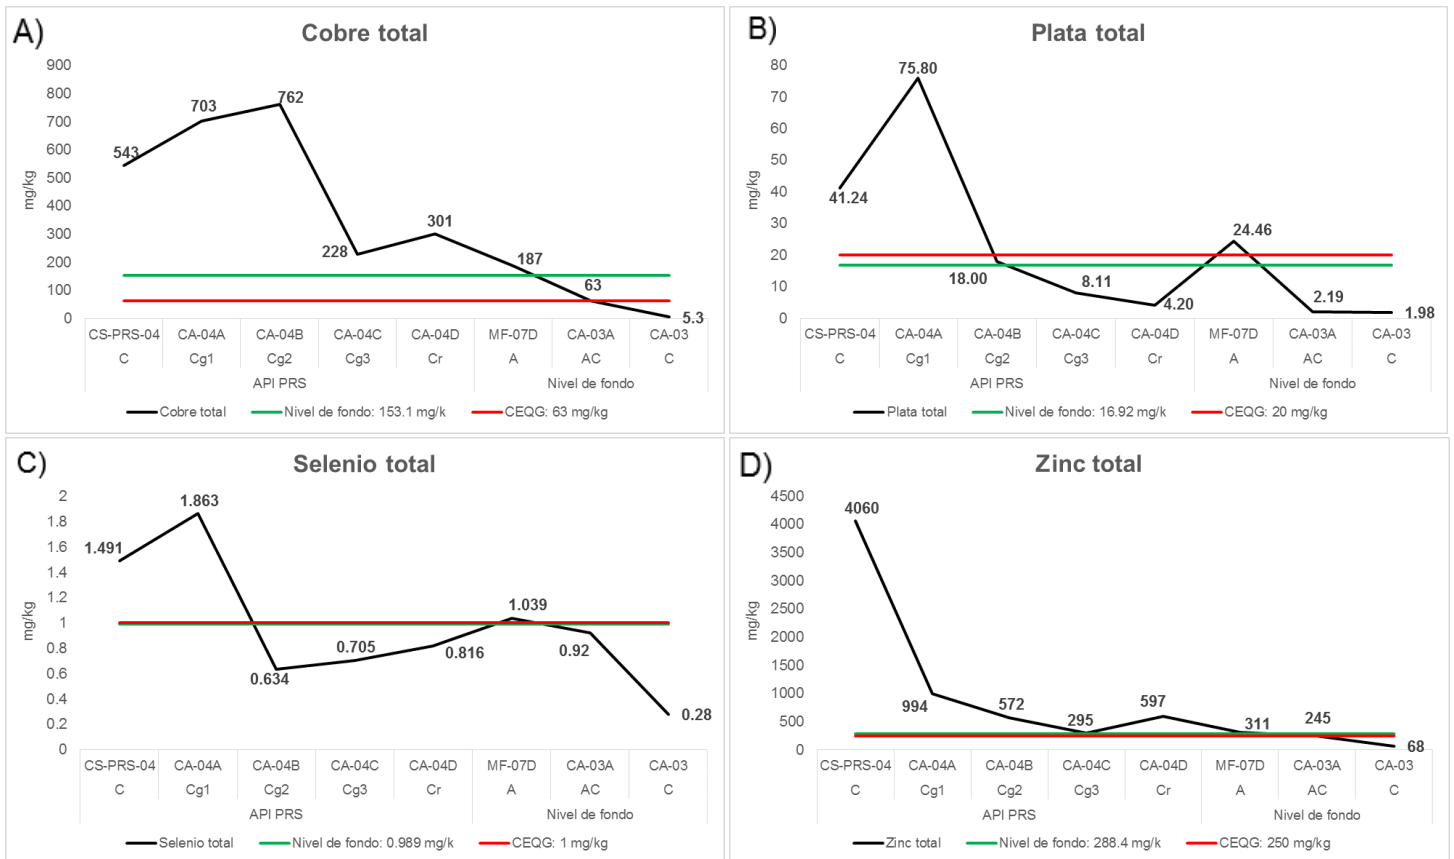 A)
Cobre total
900
800
700
600
500
400
300
200
100
0
mg/kg
543
703
762
228
301
187
63
5.3
CS-PRS-04 CA-04A CA-04B CA-04C CA-04D MF-07D CA-03A CA-03
C Cg1 Cg2 Cg3 Cr A AC C
API PRS Nivel de fondo
Cobre total Nivel de fondo: 153.1 mg/k CEQG: 63 mg/kg
B)
Plata total
80
70
60
50
40
30
20
10
0
mg/kg
41.24
75.80
18.00
8.11
4.20
24.46
2.19
1.98
CS-PRS-04 CA-04A CA-04B CA-04C CA-04D MF-07D CA-03A CA-03
C Cg1 Cg2 Cg3 Cr A AC C
API PRS Nivel de fondo
Plata total Nivel de fondo: 16.92 mg/k CEQG: 20 mg/kg
C)
Selenio total
2
1.8
1.6
1.4
1.2
1
0.8
0.6
0.4
0.2
0
mg/kg
1.491
1.863
0.634
0.705
0.816
1.039
0.92
0.28
CS-PRS-04 CA-04A CA-04B CA-04C CA-04D MF-07D CA-03A CA-03
C Cg1 Cg2 Cg3 Cr A AC C
API PRS Nivel de fondo
Selenio total Nivel de fondo: 0.989 mg/k CEQG: 1 mg/kg
D)
Zinc total
4500
4000
3500
3000
2500
2000
1500
1000
500
0
mg/kg
4060
994
572
295
597
311
245
68
CS-PRS-04 CA-04A CA-04B CA-04C CA-04D MF-07D CA-03A CA-03
C Cg1 Cg2 Cg3 Cr A AC C
API PRS Nivel de fondo
Zinc total Nivel de fondo: 288.4 mg/k CEQG: 250 mg/kg